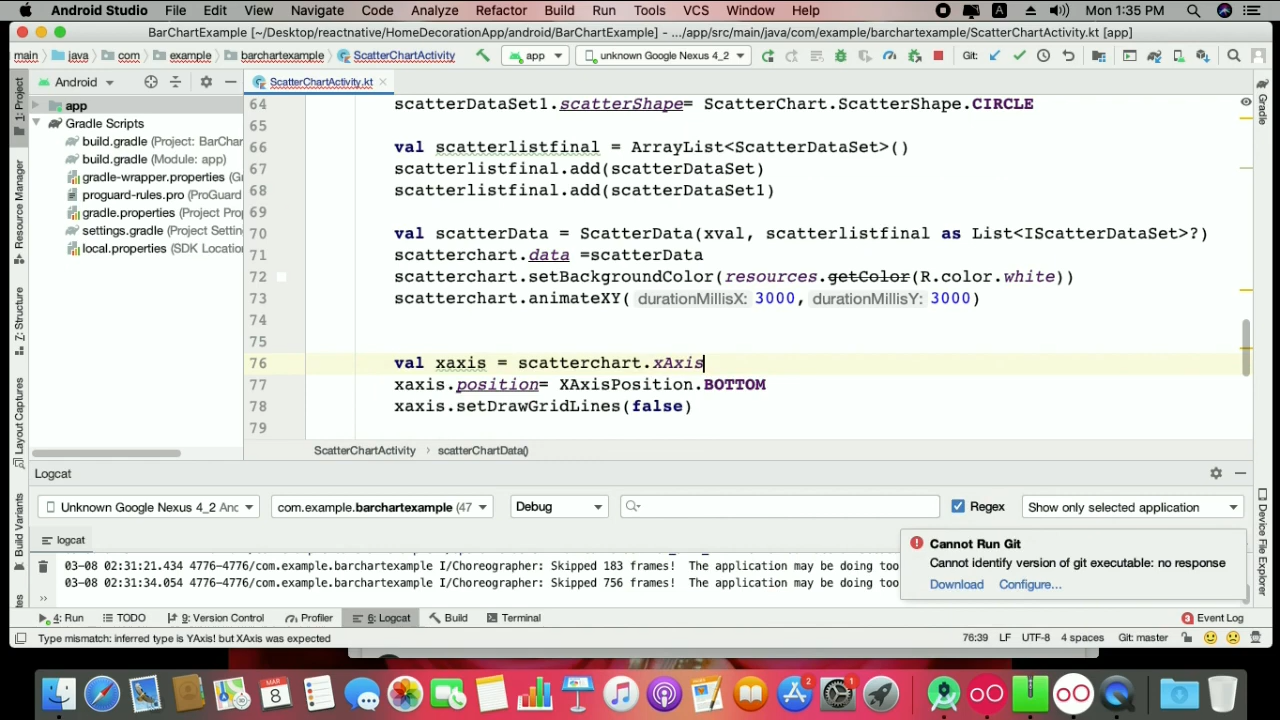 Android Studio File Edit View Navigate Code Analyze Refactor Build Run Tools VCS Window Help A Mon 1:35 PM
BarChartExample [~/Desktop/reactnative/HomeDecorationApp/android/BarChartExample] - .../app/src/main/java/com/example/barchartexample/ScatterChartActivity.kt [app]
main java com example barchartexample ScatterChartActivity app unknown Google Nexus 4_2 Git:
Android ScatterChartActivity.kt
1: Project
Resource Manager
Z: Structure
Layout Captures
Build Variants
app
Gradle Scripts
build.gradle (Project: BarChar
build.gradle (Module: app)
gradle-wrapper.properties (G
proguard-rules.pro (ProGuard
gradle.properties (Project Prop
settings.gradle (Project Settin
local.properties (SDK Locatio
64 scatterDataSet1.scatterShape= ScatterChart.ScatterShape.CIRCLE
65
66 val scatterlistfinal = ArrayList<ScatterDataSet>()
67 scatterlistfinal.add(scatterDataSet)
68 scatterlistfinal.add(scatterDataSet1)
69
70 val scatterData = ScatterData(xval, scatterlistfinal as List<IScatterDataSet>?)
71 scatterchart.data =scatterData
72 scatterchart.setBackgroundColor(resources.getColor(R.color.white))
73 scatterchart.animateXY( durationMillisX: 3000, durationMillisY: 3000)
74
75
76 val xaxis = scatterchart.xAxis
77 xaxis.position= XAxisPosition.BOTTOM
78 xaxis.setDrawGridLines(false)
79
Gradle
Device File Explorer
ScatterChartActivity › scatterChartData()
Logcat
Unknown Google Nexus 4_2 Anc com.example.barchartexample (47 Debug Regex Show only selected application
logcat
03-08 02:31:21.434 4776-4776/com.example.barchartexample I/Choreographer: Skipped 183 frames! The application may be doing too
03-08 02:31:34.054 4776-4776/com.example.barchartexample I/Choreographer: Skipped 756 frames! The application may be doing too
Cannot Run Git
Cannot identify version of git executable: no response
Download Configure...
4: Run TODO 9: Version Control Profiler 6: Logcat Build Terminal 3 Event Log
Type mismatch: inferred type is YAxis! but XAxis was expected 76:39 LF UTF-8 4 spaces Git: master
MAR 8 2 1